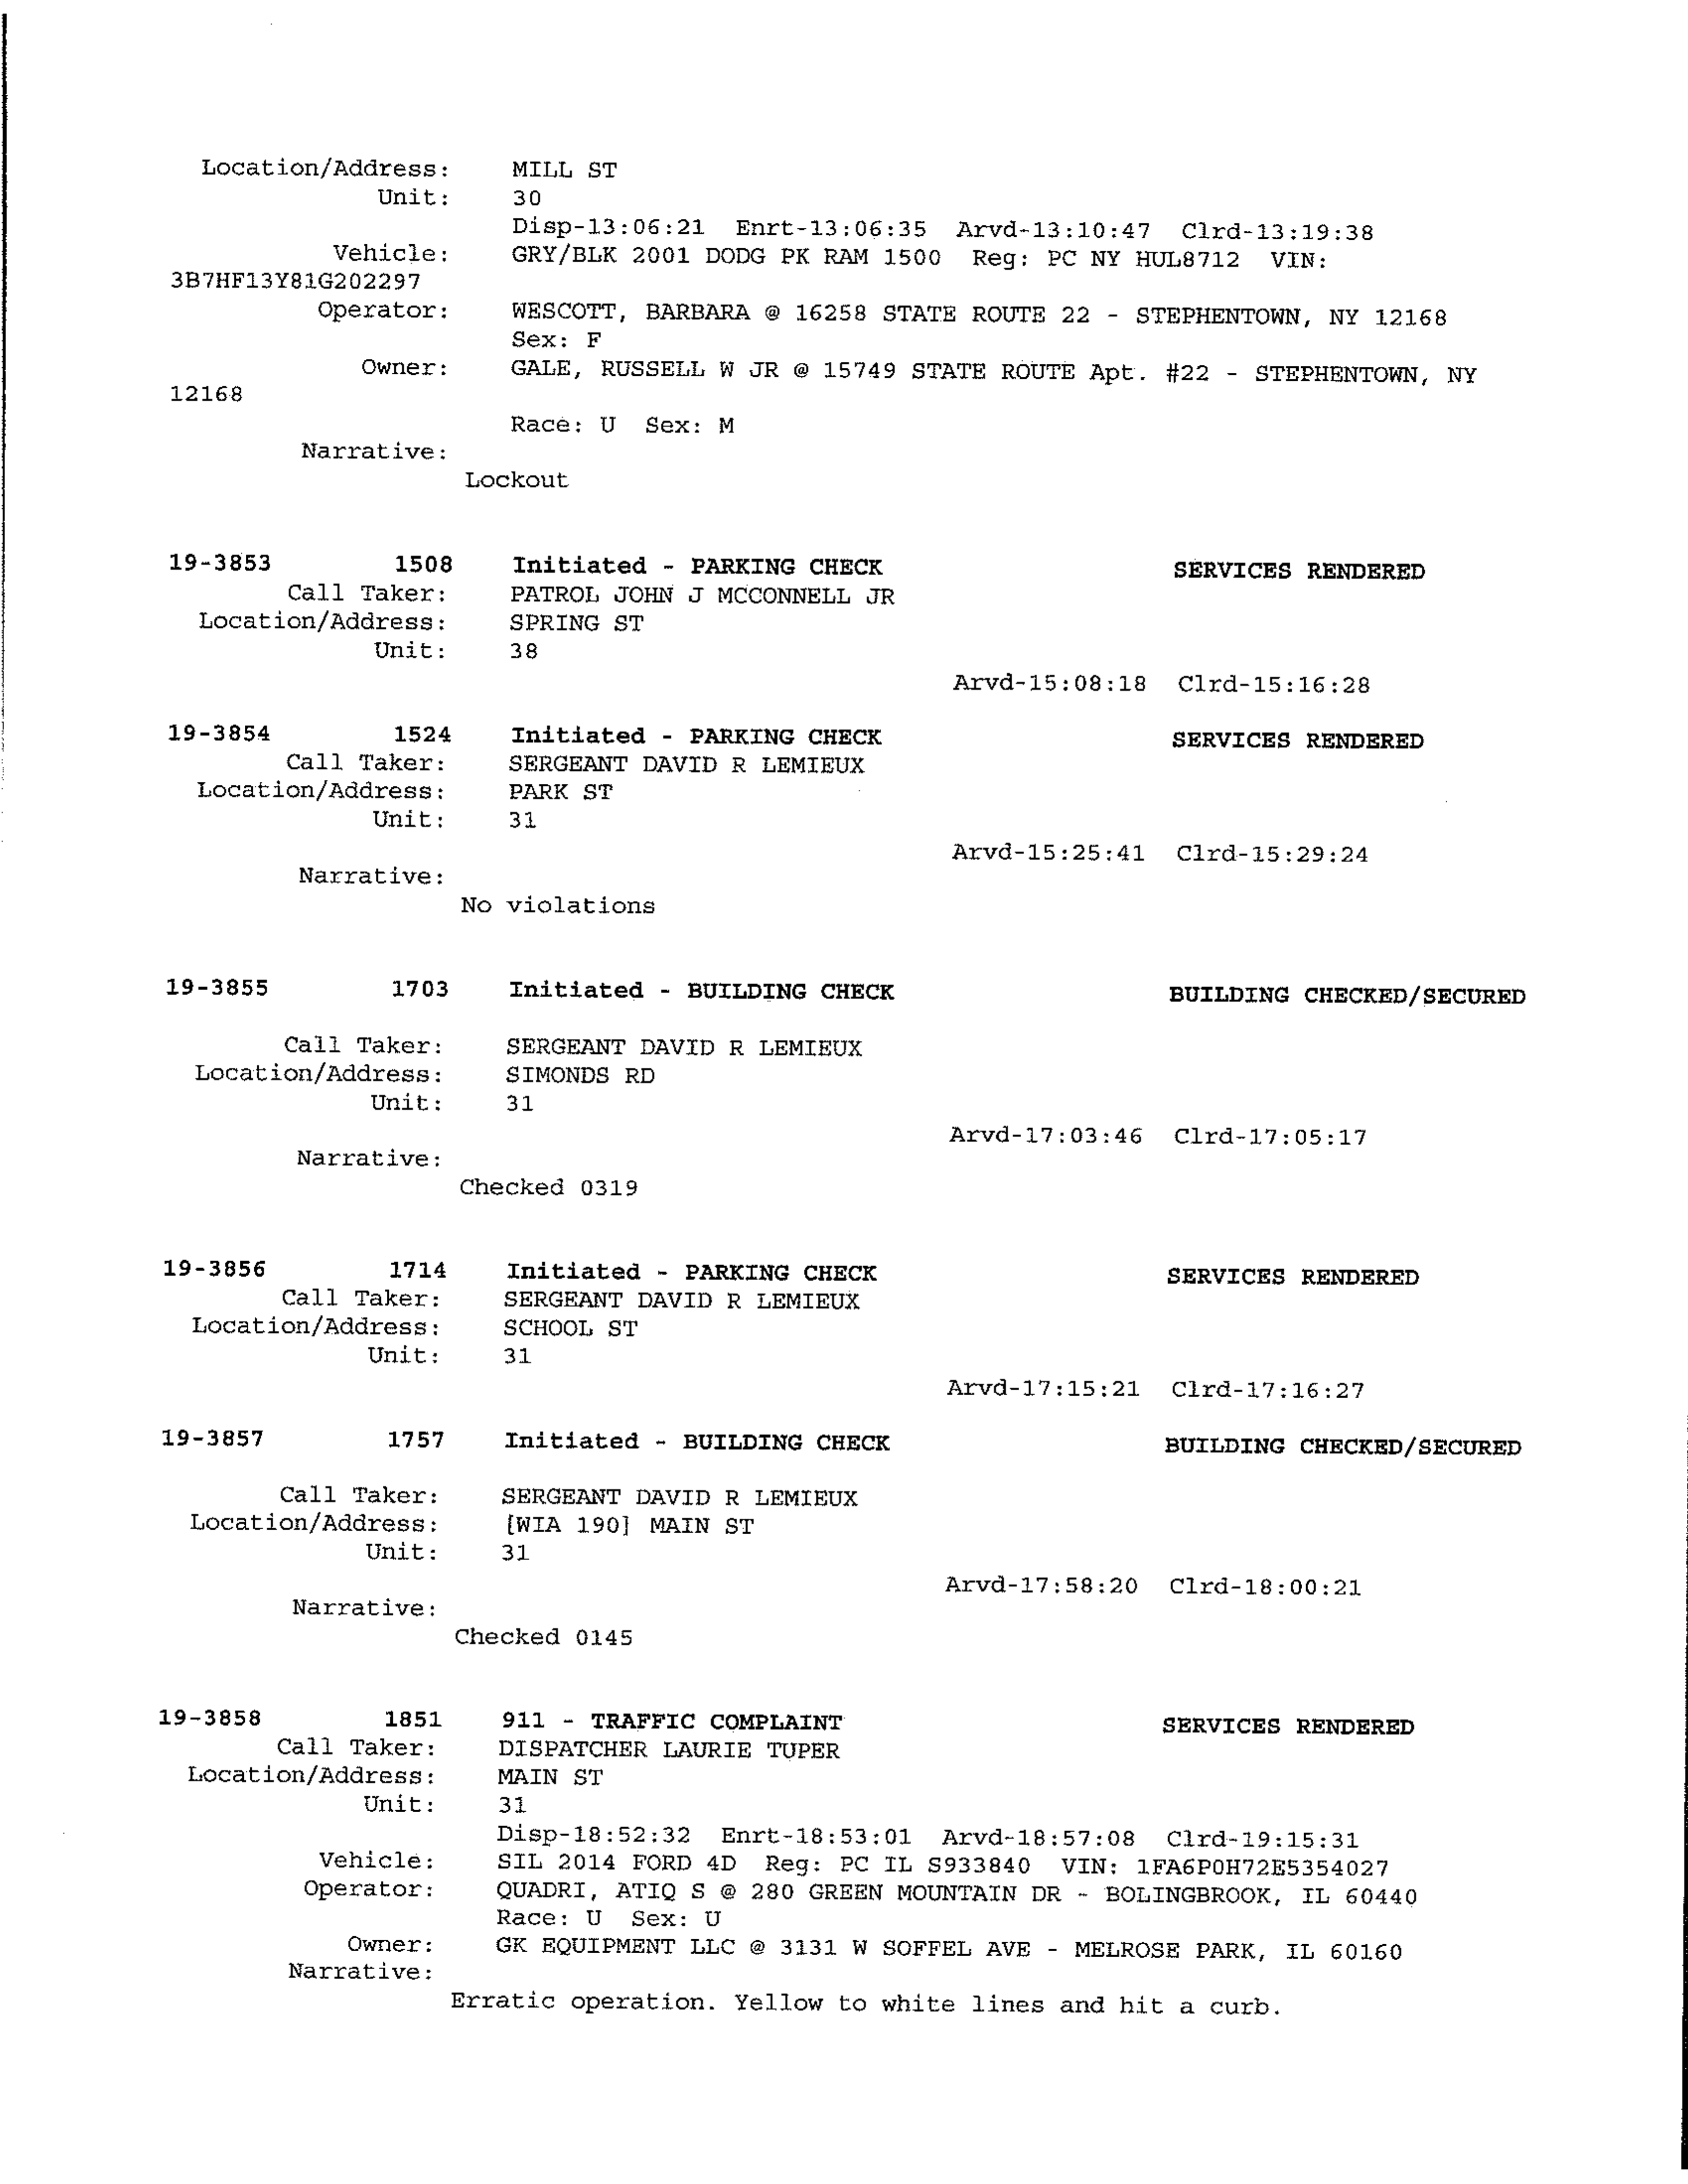 Location/Address: MILL ST
Unit: 30
Disp-13:06:21 Enrt-13:06:35 Arvd-13:10:47 Clrd-13:19:38
Vehicle: GRY/BLK 2001 DODG PK RAM 1500 Reg: PC NY HUL8712 VIN:
3B7HF13Y81G202297
Operator: WESCOTT, BARBARA @ 16258 STATE ROUTE 22 - STEPHENTOWN, NY 12168
Sex: F
Owner: GALE, RUSSELL W JR @ 15749 STATE ROUTE Apt. #22 - STEPHENTOWN, NY
12168
Race: U Sex: M
Narrative:
Lockout
19-3853 1508 Initiated - PARKING CHECK SERVICES RENDERED
Call Taker: PATROL JOHN J MCCONNELL JR
Location/Address: SPRING ST
Unit: 38
Arvd-15:08:18 Clrd-15:16:28
19-3854 1524 Initiated - PARKING CHECK SERVICES RENDERED
Call Taker: SERGEANT DAVID R LEMIEUX
Location/Address: PARK ST
Unit: 31
Arvd-15:25:41 Clrd-15:29:24
Narrative:
No violations
19-3855 1703 Initiated - BUILDING CHECK BUILDING CHECKED/SECURED
Call Taker: SERGEANT DAVID R LEMIEUX
Location/Address: SIMONDS RD
Unit: 31
Arvd-17:03:46 Clrd-17:05:17
Narrative:
Checked 0319
19-3856 1714 Initiated - PARKING CHECK SERVICES RENDERED
Call Taker: SERGEANT DAVID R LEMIEUX
Location/Address: SCHOOL ST
Unit: 31
Arvd-17:15:21 Clrd-17:16:27
19-3857 1757 Initiated - BUILDING CHECK BUILDING CHECKED/SECURED
Call Taker: SERGEANT DAVID R LEMIEUX
Location/Address: [WIA 190] MAIN ST
Unit: 31
Arvd-17:58:20 Clrd-18:00:21
Narrative:
Checked 0145
19-3858 1851 911 - TRAFFIC COMPLAINT SERVICES RENDERED
Call Taker: DISPATCHER LAURIE TUPER
Location/Address: MAIN ST
Unit: 31
Disp-18:52:32 Enrt-18:53:01 Arvd-18:57:08 Clrd-19:15:31
Vehicle: SIL 2014 FORD 4D Reg: PC IL S933840 VIN: 1FA6P0H72E5354027
Operator: QUADRI, ATIQ S @ 280 GREEN MOUNTAIN DR - BOLINGBROOK, IL 60440
Race: U Sex: U
Owner: GK EQUIPMENT LLC @ 3131 W SOFFEL AVE - MELROSE PARK, IL 60160
Narrative:
Erratic operation. Yellow to white lines and hit a curb.